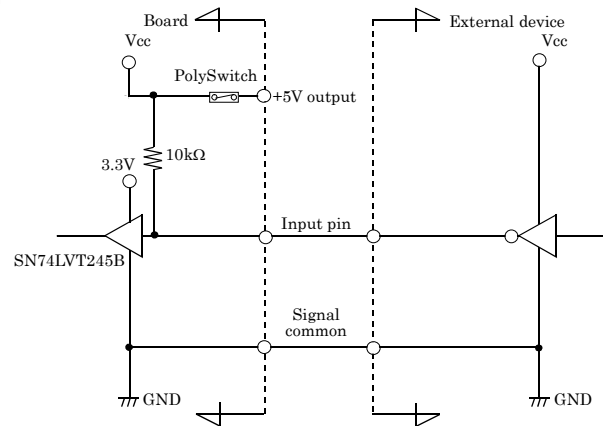 Board
External device
Vcc
Vcc
PolySwitch
+5V output
10kΩ
3.3V
Input pin
SN74LVT245B
Signal
common
GND
GND